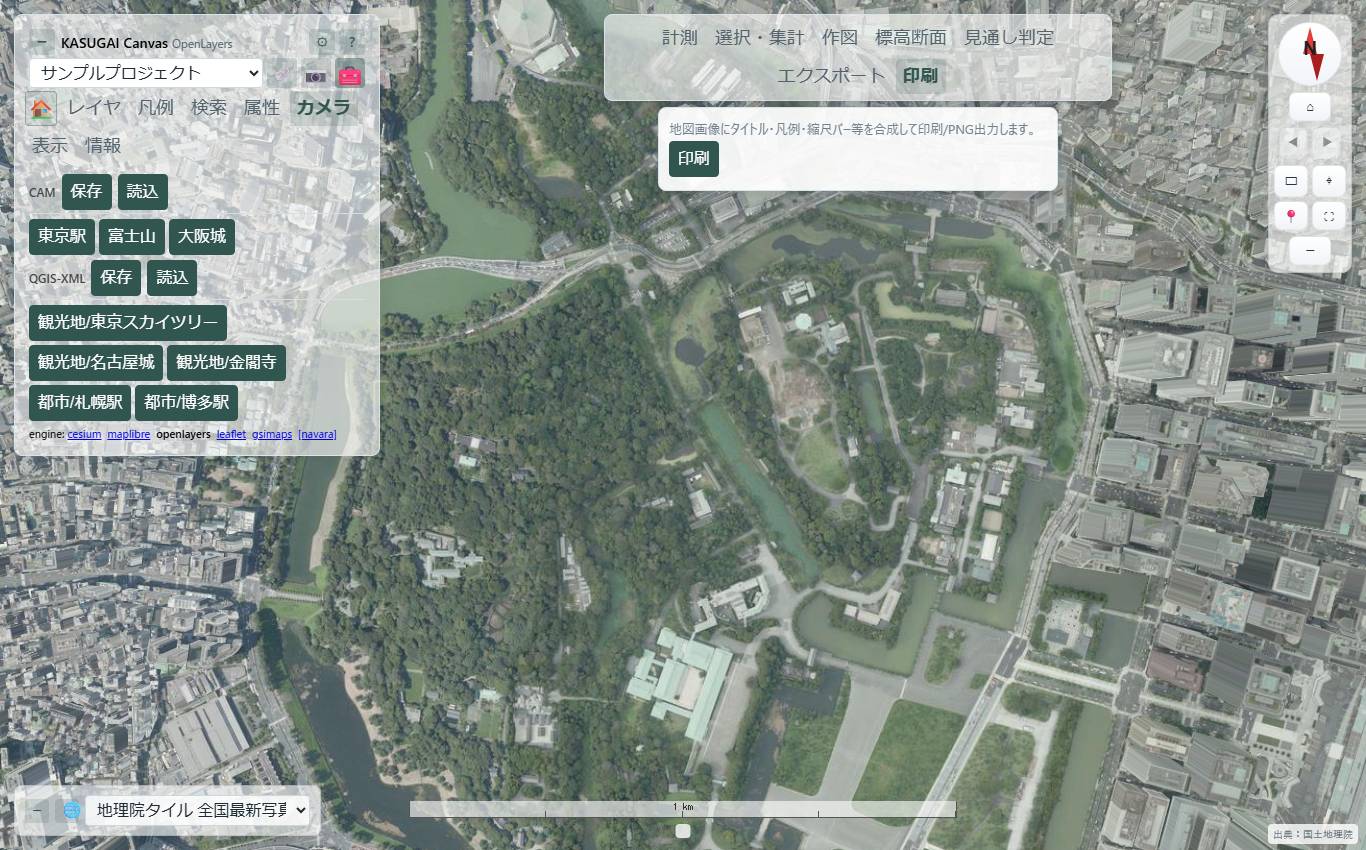 KASUGAI Canvas OpenLayers ?
サンプルプロジェクト
レイヤ 凡例 検索 属性 カメラ
表示 情報
CAM 保存 読込
東京駅 富士山 大阪城
QGIS-XML 保存 読込
観光地/東京スカイツリー
観光地/名古屋城 観光地/金閣寺
都市/札幌駅 都市/博多駅
engine: cesium maplibre openlayers leaflet gsimaps [navara]
計測 選択・集計 作図 標高断面 見通し判定
エクスポート 印刷
地図画像にタイトル・凡例・縮尺バー等を合成して印刷/PNG出力します。
印刷
N
地理院タイル 全国最新写真
1 km
出典：国土地理院